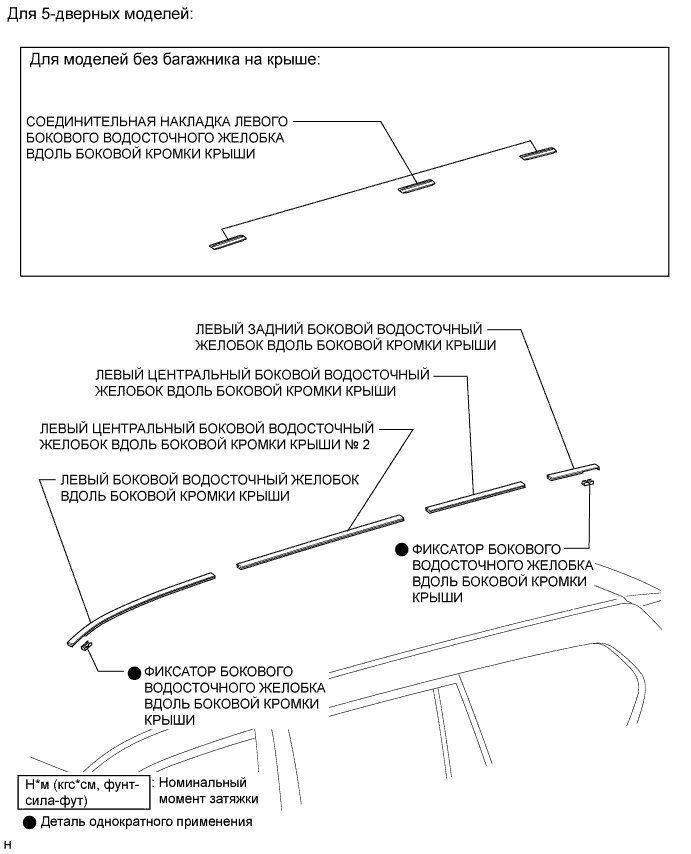 Для 5-дверных моделей:
Для моделей без багажника на крыше:
СОЕДИНИТЕЛЬНАЯ НАКЛАДКА ЛЕВОГО
БОКОВОГО ВОДОСТОЧНОГО ЖЕЛОБКА
ВДОЛЬ БОКОВОЙ КРОМКИ КРЫШИ
ЛЕВЫЙ ЗАДНИЙ БОКОВОЙ ВОДОСТОЧНЫЙ
ЖЕЛОБОК ВДОЛЬ БОКОВОЙ КРОМКИ КРЫШИ
ЛЕВЫЙ ЦЕНТРАЛЬНЫЙ БОКОВОЙ ВОДОСТОЧНЫЙ
ЖЕЛОБОК ВДОЛЬ БОКОВОЙ КРОМКИ КРЫШИ
ЛЕВЫЙ ЦЕНТРАЛЬНЫЙ БОКОВОЙ ВОДОСТОЧНЫЙ
ЖЕЛОБОК ВДОЛЬ БОКОВОЙ КРОМКИ КРЫШИ № 2
ЛЕВЫЙ БОКОВОЙ ВОДОСТОЧНЫЙ ЖЕЛОБОК
ВДОЛЬ БОКОВОЙ КРОМКИ КРЫШИ
ФИКСАТОР БОКОВОГО
ВОДОСТОЧНОГО ЖЕЛОБКА
ВДОЛЬ БОКОВОЙ КРОМКИ
КРЫШИ
ФИКСАТОР БОКОВОГО
ВОДОСТОЧНОГО ЖЕЛОБКА
ВДОЛЬ БОКОВОЙ КРОМКИ
КРЫШИ
Н*м (кгс*см, фунт-
сила-фут)
: Номинальный
момент затяжки
Деталь однократного применения
Н